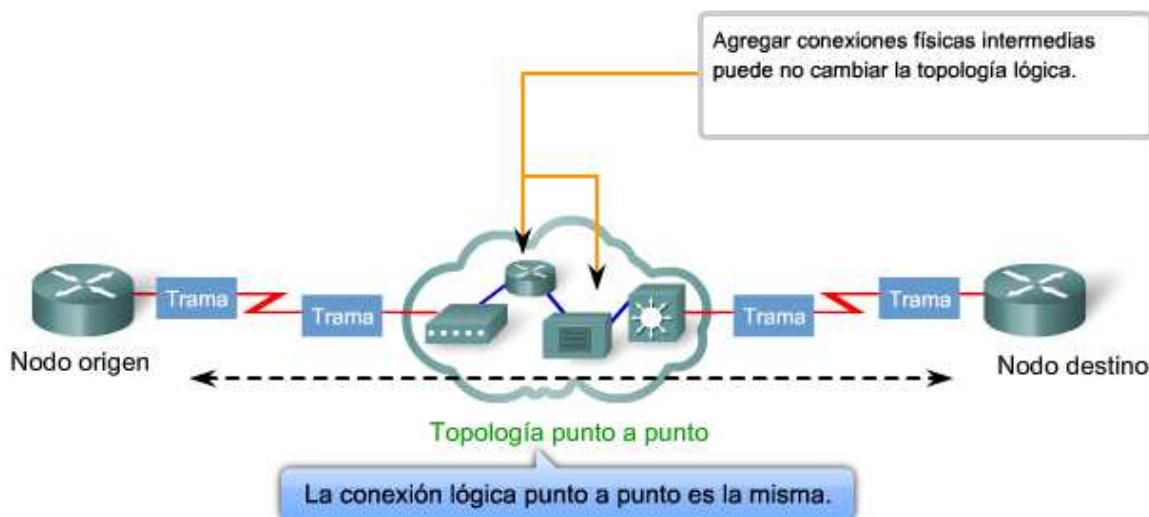 Agregar conexiones físicas intermedias
puede no cambiar la topología lógica.
Trama
Trama
Trama
Trama
Nodo origen
Nodo destino
Topología punto a punto
La conexión lógica punto a punto es la misma.